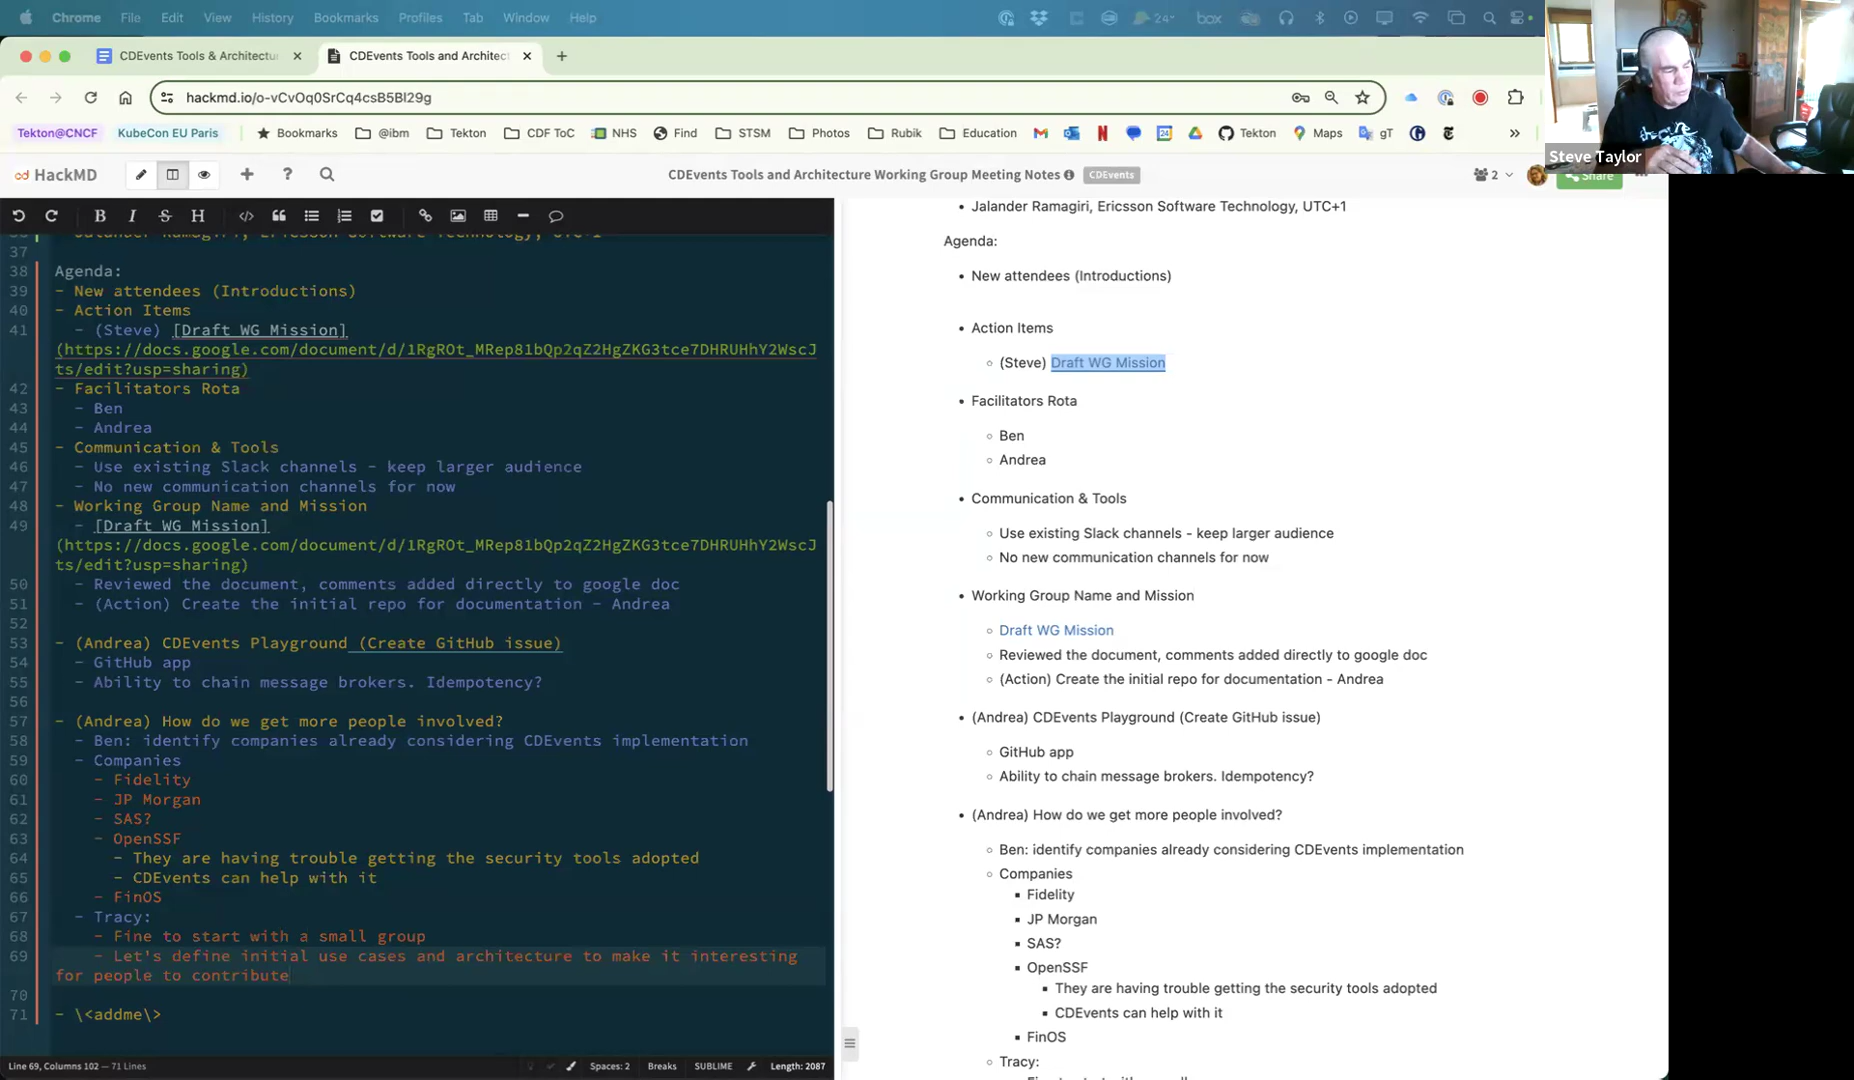 Chrome File Edit View History Bookmarks Profiles Tab Window Help
24 box
CDEvents Tools & Architectur
CDEvents Tools and Architec
hackmd.io/o-vCvOq0SrCq4csB5Bl29g
Tekton@CNCF KubeCon EU Paris Bookmarks @ibm Tekton CDF ToC NHS Find STSM Photos Rubik Education Tekton Maps gT
Steve Taylor
HackMD
CDEvents Tools and Architecture Working Group Meeting Notes CDEvents
2
Share
37
38 Agenda:
39 - New attendees (Introductions)
40 - Action Items
41 - (Steve) [Draft WG Mission]
(https://docs.google.com/document/d/1RgROt_MRep81bQp2qZ2HgZKG3tce7DHRUHhY2WscJ
ts/edit?usp=sharing)
42 - Facilitators Rota
43 - Ben
44 - Andrea
45 - Communication & Tools
46 - Use existing Slack channels - keep larger audience
47 - No new communication channels for now
48 - Working Group Name and Mission
49 - [Draft WG Mission]
(https://docs.google.com/document/d/1RgROt_MRep81bQp2qZ2HgZKG3tce7DHRUHhY2WscJ
ts/edit?usp=sharing)
50 - Reviewed the document, comments added directly to google doc
51 - (Action) Create the initial repo for documentation - Andrea
52
53 - (Andrea) CDEvents Playground (Create GitHub issue)
54 - GitHub app
55 - Ability to chain message brokers. Idempotency?
56
57 - (Andrea) How do we get more people involved?
58 - Ben: identify companies already considering CDEvents implementation
59 - Companies
60 - Fidelity
61 - JP Morgan
62 - SAS?
63 - OpenSSF
64 - They are having trouble getting the security tools adopted
65 - CDEvents can help with it
66 - FinOS
67 - Tracy:
68 - Fine to start with a small group
69 - Let's define initial use cases and architecture to make it interesting
for people to contribute
70
71 - \<addme\>
Line 69, Columns 102 — 71 Lines
Spaces: 2 Breaks SUBLIME Length: 2087
• Jalander Ramagiri, Ericsson Software Technology, UTC+1
Agenda:
• New attendees (Introductions)
• Action Items
◦ (Steve) Draft WG Mission
• Facilitators Rota
◦ Ben
◦ Andrea
• Communication & Tools
◦ Use existing Slack channels - keep larger audience
◦ No new communication channels for now
• Working Group Name and Mission
◦ Draft WG Mission
◦ Reviewed the document, comments added directly to google doc
◦ (Action) Create the initial repo for documentation - Andrea
• (Andrea) CDEvents Playground (Create GitHub issue)
◦ GitHub app
◦ Ability to chain message brokers. Idempotency?
• (Andrea) How do we get more people involved?
◦ Ben: identify companies already considering CDEvents implementation
◦ Companies
▪ Fidelity
▪ JP Morgan
▪ SAS?
▪ OpenSSF
▪ They are having trouble getting the security tools adopted
▪ CDEvents can help with it
▪ FinOS
◦ Tracy: